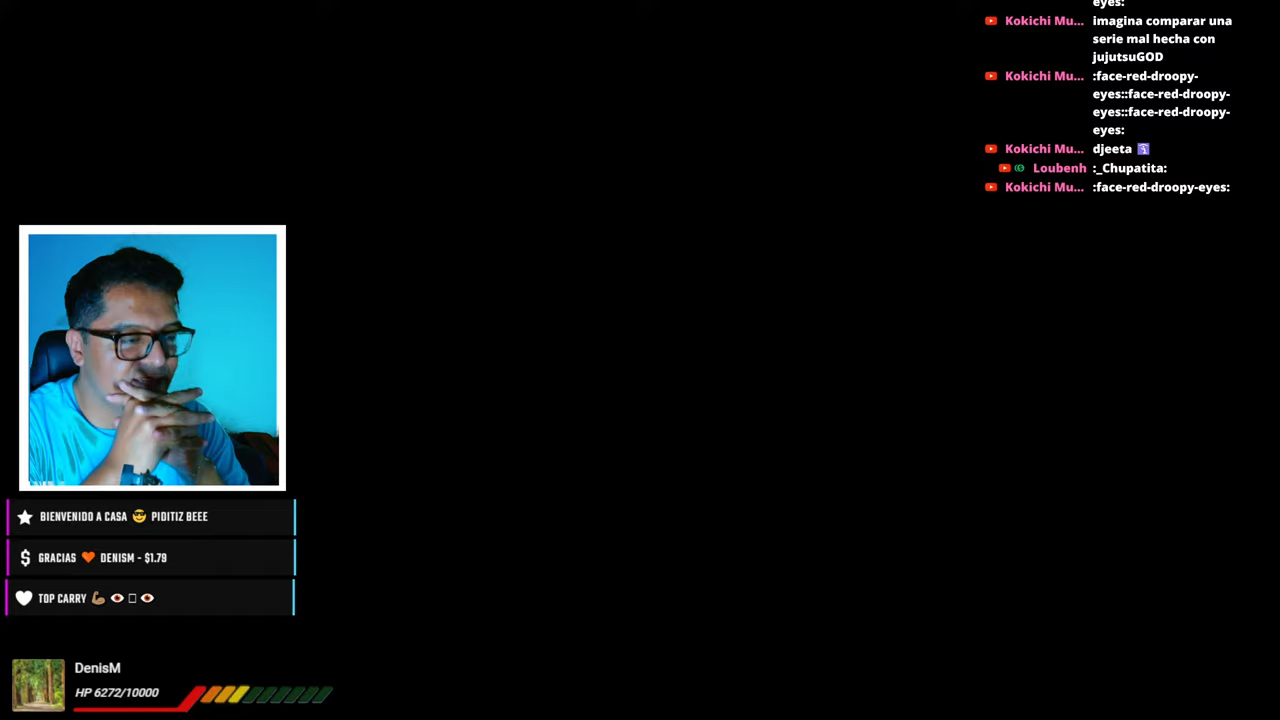 eyes:
Kokichi Mu... imagina comparar una
serie mal hecha con
jujutsuGOD
Kokichi Mu... :face-red-droopy-
eyes::face-red-droopy-
eyes::face-red-droopy-
eyes:
Kokichi Mu... djeeta
Loubenh :_Chupatita:
Kokichi Mu... :face-red-droopy-eyes:
BIENVENIDO A CASA 😎 PIDITIZ BEEE
$ GRACIAS 🧡 DENISM - $1.79
TOP CARRY 💪🏽 👁 ▯ 👁
DenisM
HP 6272/10000